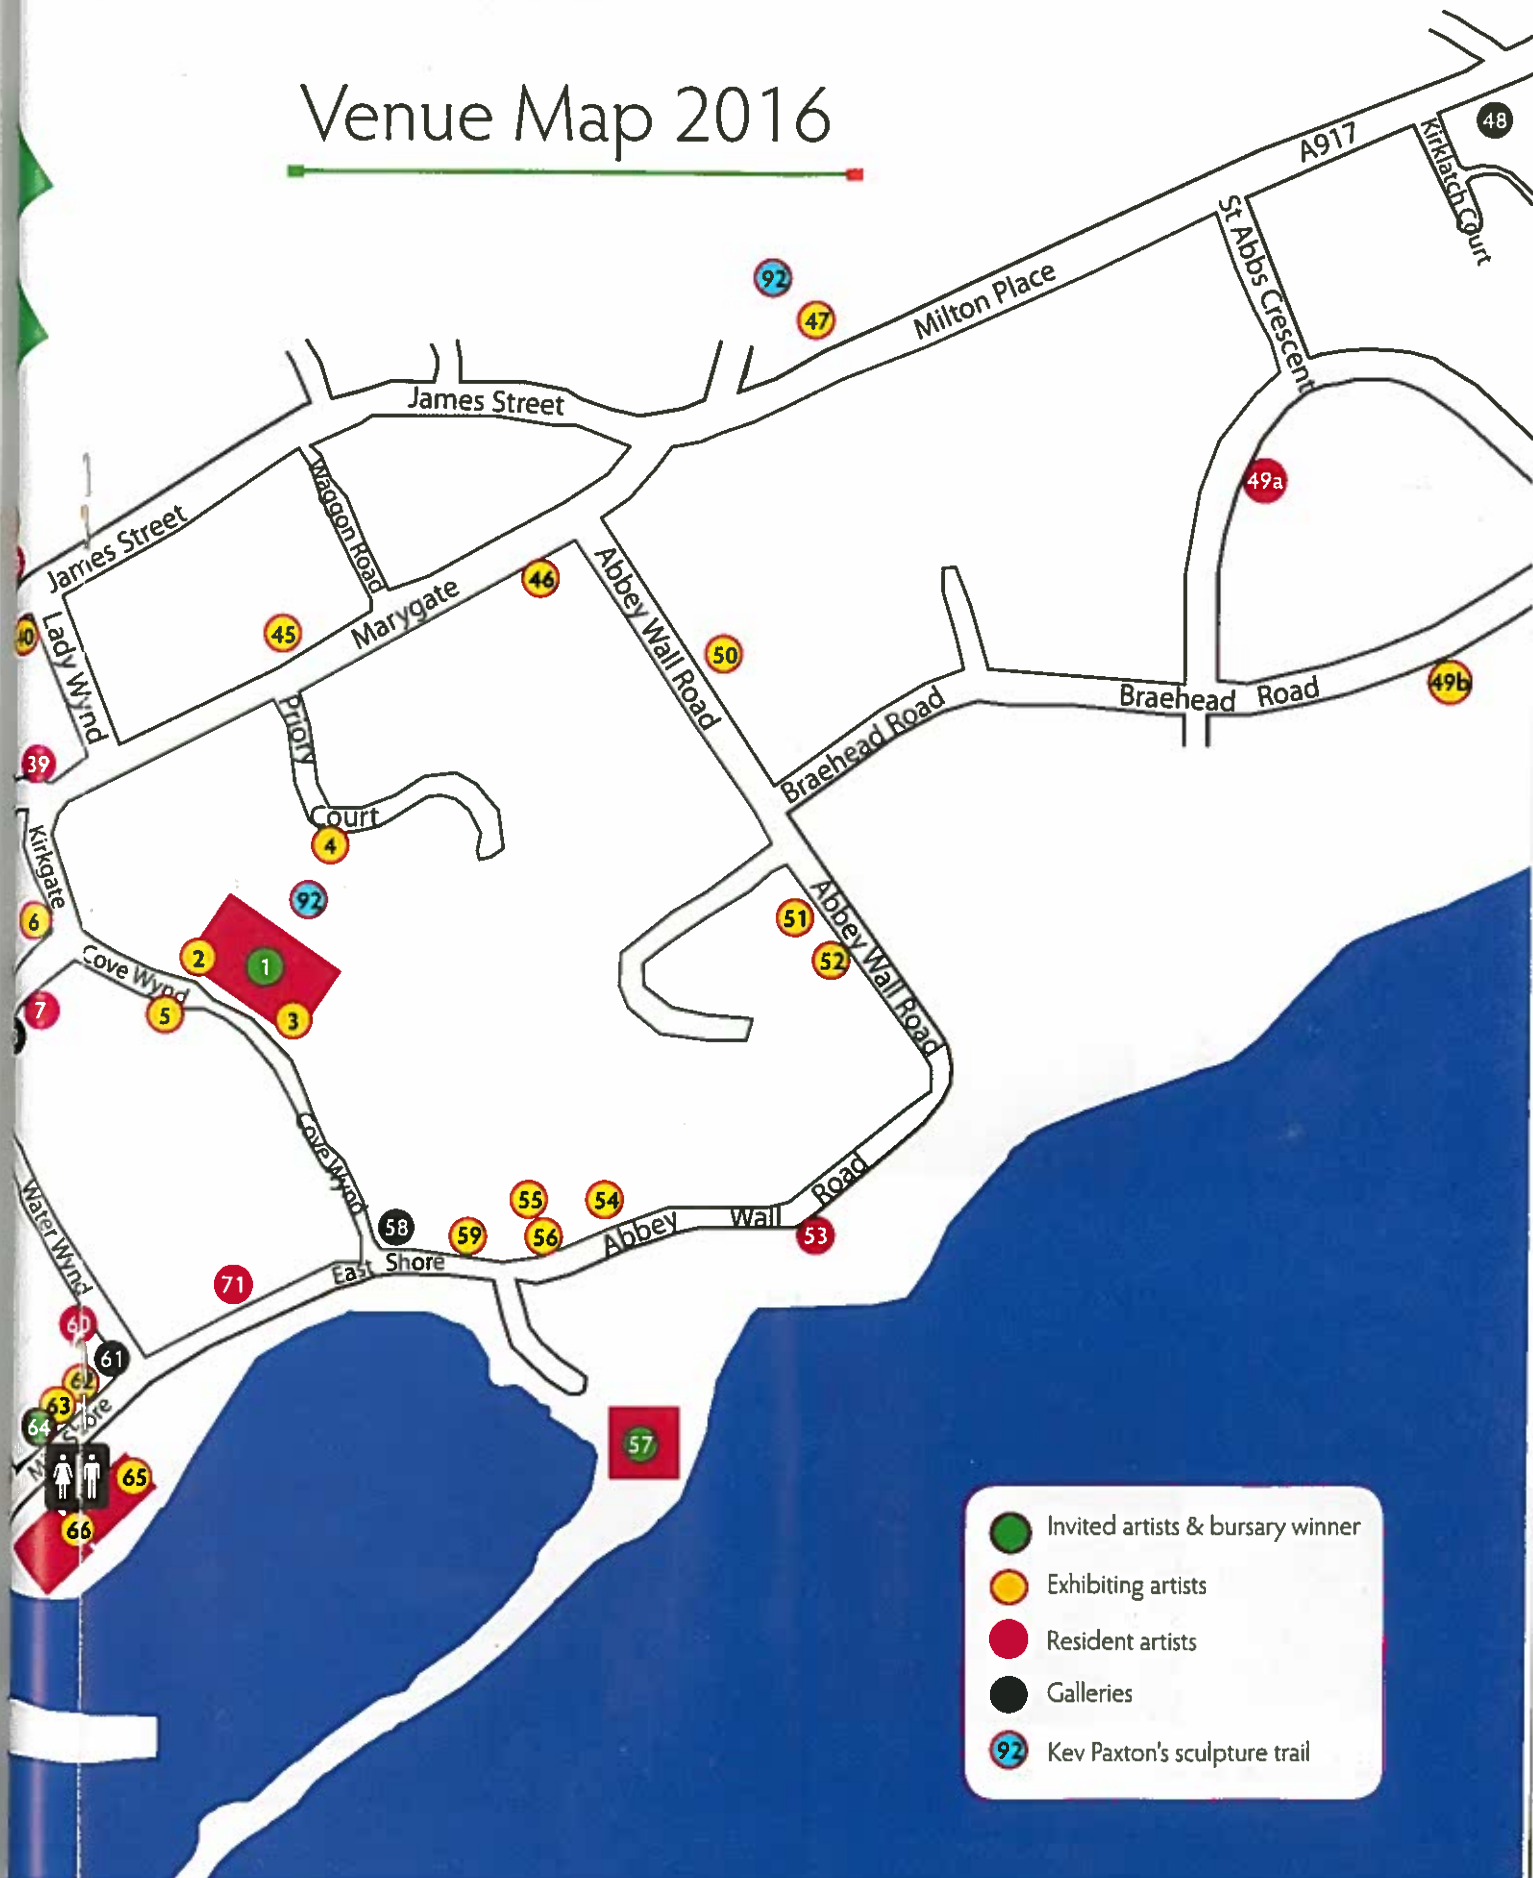 Venue Map 2016
48
A917
Kirklatch Court
St Abbs Crescent
92
47
Milton Place
James Street
49a
Waggon Road
James Street
46
Abbey Wall Road
45
Marygate
40
Lady Wynd
50
49b
Braehead Road
Braehead Road
Priory
Court
39
4
Kirkgate
92
6
51
Abbey Wall Road
52
2
1
Cove Wynd
7
5
3
Cove Wynd
Water Wynd
55
54
Road
58
59
56
Abbey
Wall
53
East Shore
71
60
61
62
63
64
57
65
66
Invited artists & bursary winner
Exhibiting artists
Resident artists
Galleries
92
Kev Paxton's sculpture trail